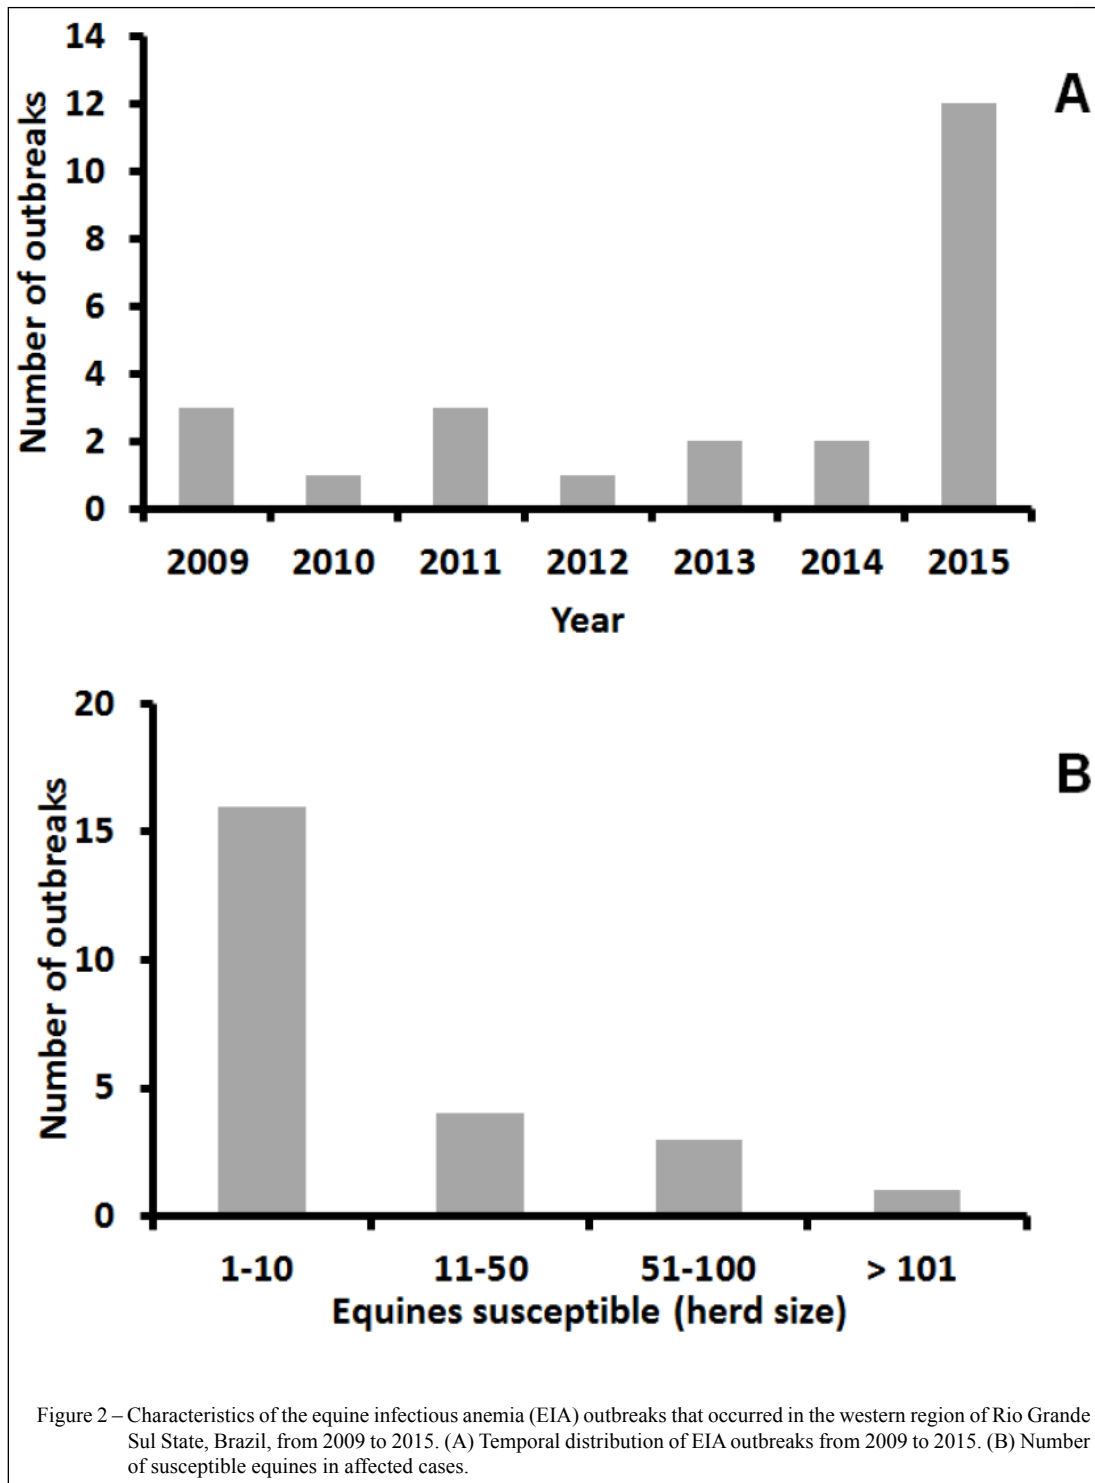 14
12
10
8
6
4
2
0
Number of outbreaks
A
2009 2010 2011 2012 2013 2014 2015
Year
20
15
10
5
0
Number of outbreaks
B
1-10 11-50 51-100 > 101
Equines susceptible (herd size)
Figure 2 – Characteristics of the equine infectious anemia (EIA) outbreaks that occurred in the western region of Rio Grande
Sul State, Brazil, from 2009 to 2015. (A) Temporal distribution of EIA outbreaks from 2009 to 2015. (B) Number
of susceptible equines in affected cases.